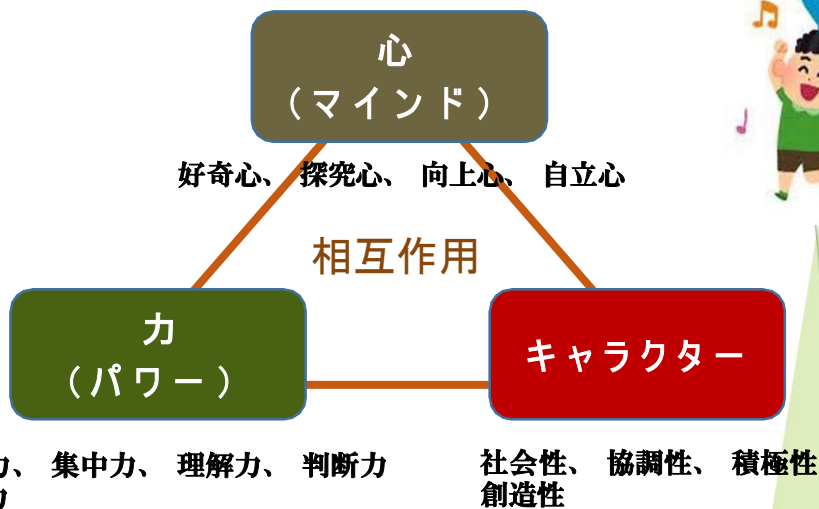 心
（マインド）
好奇心、 探究心、 向上心、 自立心
相互作用
力
（パワー）
キャラクター
力、 集中力、 理解力、 判断力
力
社会性、 協調性、 積極性
創造性